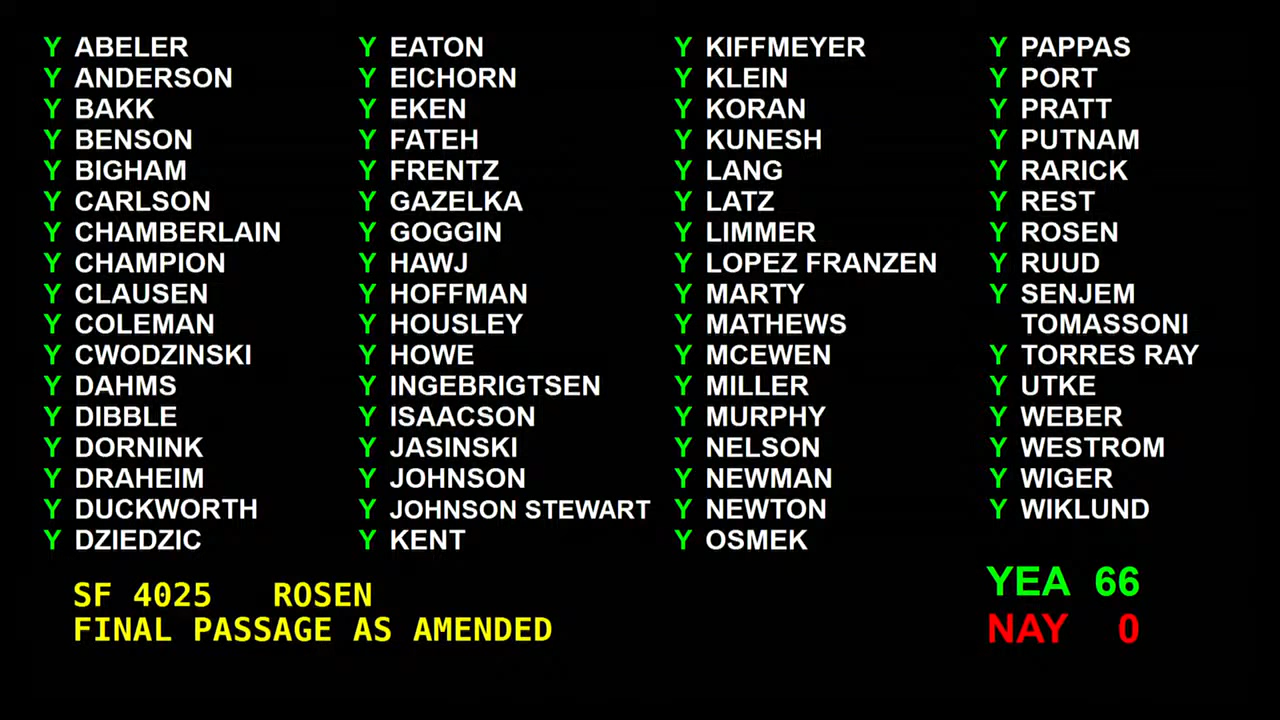 Y ABELER
Y ANDERSON
Y BAKK
Y BENSON
Y BIGHAM
Y CARLSON
Y CHAMBERLAIN
Y CHAMPION
Y CLAUSEN
Y COLEMAN
Y CWODZINSKI
Y DAHMS
Y DIBBLE
Y DORNINK
Y DRAHEIM
Y DUCKWORTH
Y DZIEDZIC
Y EATON
Y EICHORN
Y EKEN
Y FATEH
Y FRENTZ
Y GAZELKA
Y GOGGIN
Y HAWJ
Y HOFFMAN
Y HOUSLEY
Y HOWE
Y INGEBRIGTSEN
Y ISAACSON
Y JASINSKI
Y JOHNSON
Y JOHNSON STEWART
Y KENT
Y KIFFMEYER
Y KLEIN
Y KORAN
Y KUNESH
Y LANG
Y LATZ
Y LIMMER
Y LOPEZ FRANZEN
Y MARTY
Y MATHEWS
Y MCEWEN
Y MILLER
Y MURPHY
Y NELSON
Y NEWMAN
Y NEWTON
Y OSMEK
Y PAPPAS
Y PORT
Y PRATT
Y PUTNAM
Y RARICK
Y REST
Y ROSEN
Y RUUD
Y SENJEM
TOMASSONI
Y TORRES RAY
Y UTKE
Y WEBER
Y WESTROM
Y WIGER
Y WIKLUND
SF 4025 ROSEN
FINAL PASSAGE AS AMENDED
YEA 66
NAY 0